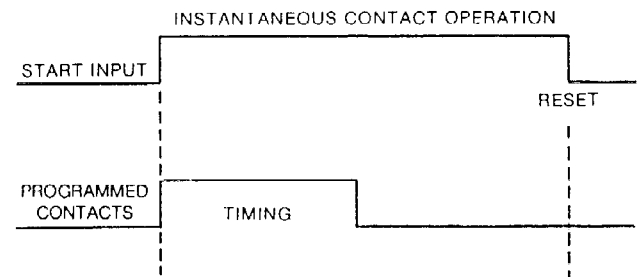 INSTANTANEOUS CONTACT OPERATION
START INPUT
RESET
PROGRAMMED
CONTACTS
TIMING